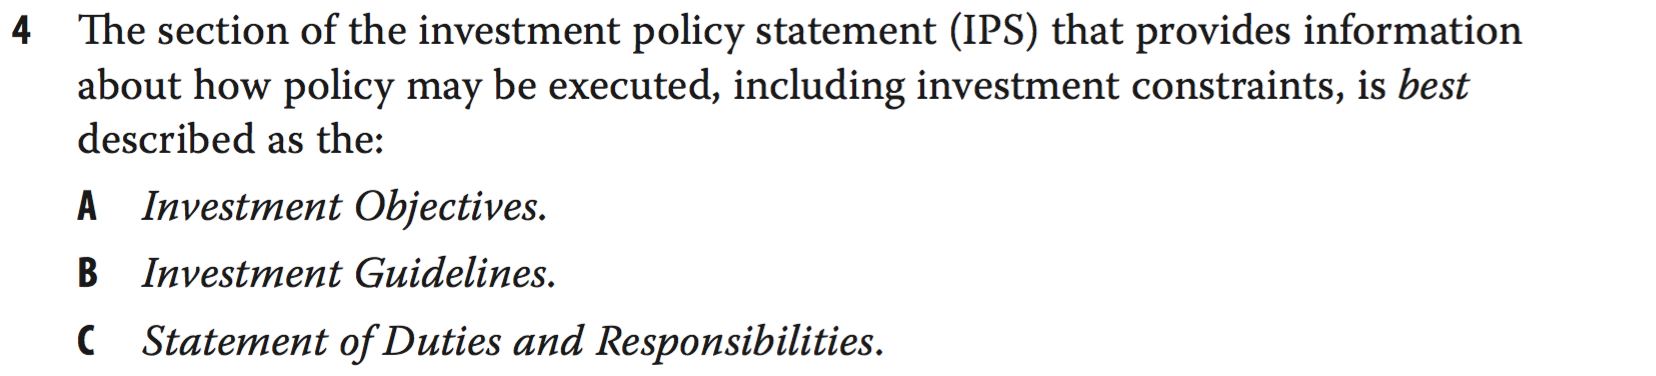 4 The section of the investment policy statement (IPS) that provides information
about how policy may be executed, including investment constraints, is best
described as the:
A Investment Objectives.
B Investment Guidelines.
C Statement of Duties and Responsibilities.